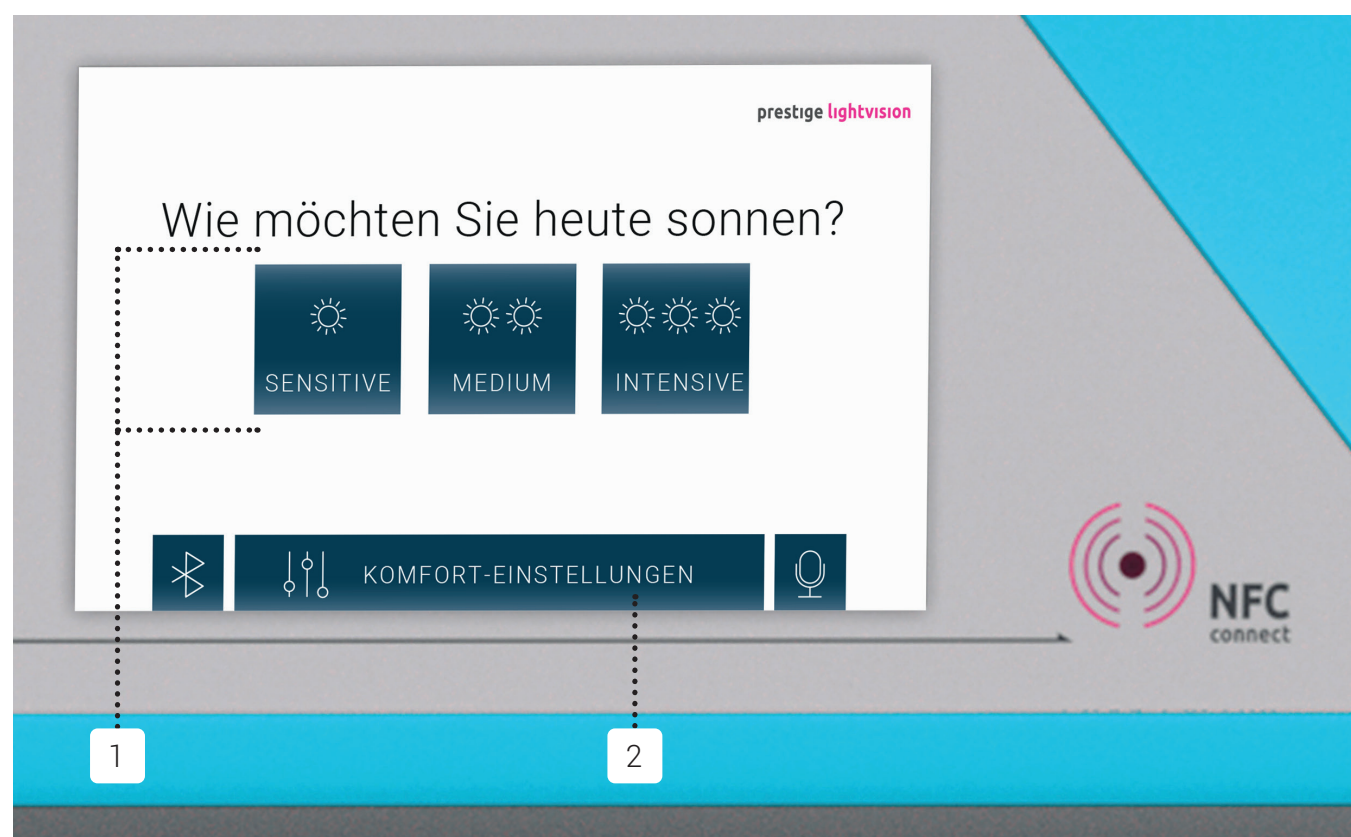 prestige lightvision
Wie möchten Sie heute sonnen?
SENSITIVE
MEDIUM
INTENSIVE
KOMFORT-EINSTELLUNGEN
NFC
connect
1
2